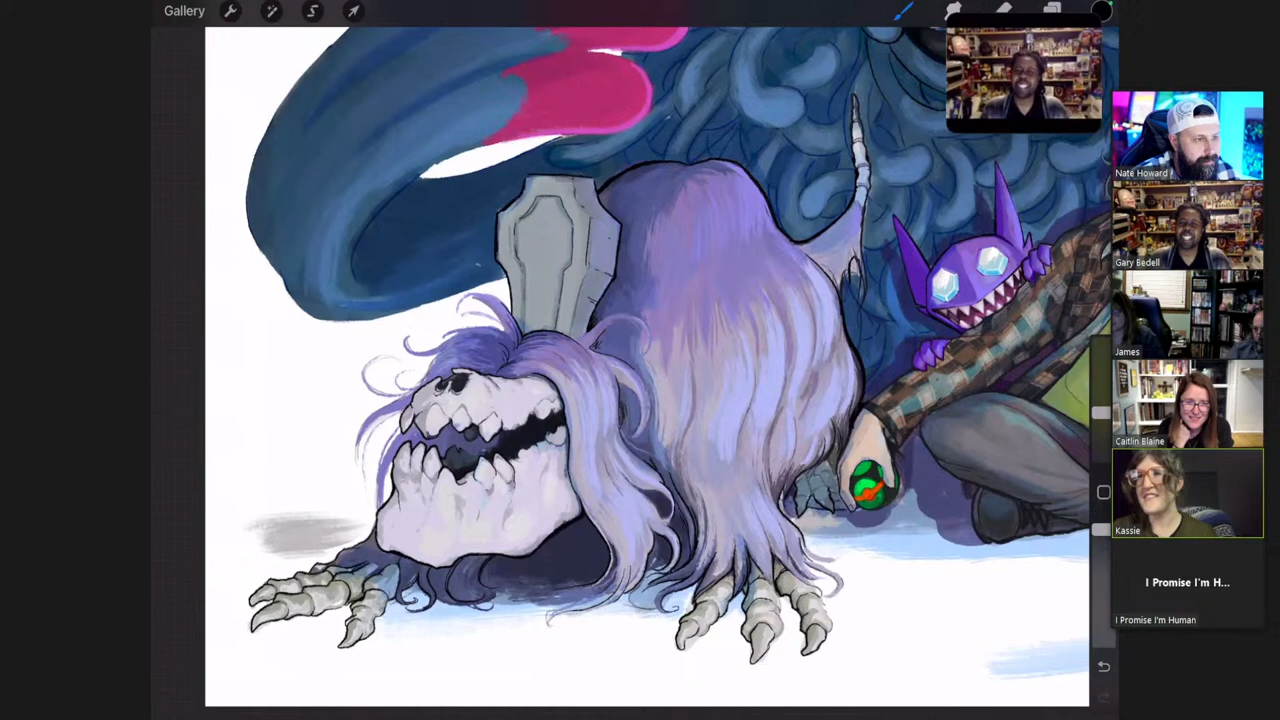 Gallery
Nate Howard
Gary Bedell
James
Caitlin Blaine
Kassie
I Promise I'm H...
I Promise I'm Human